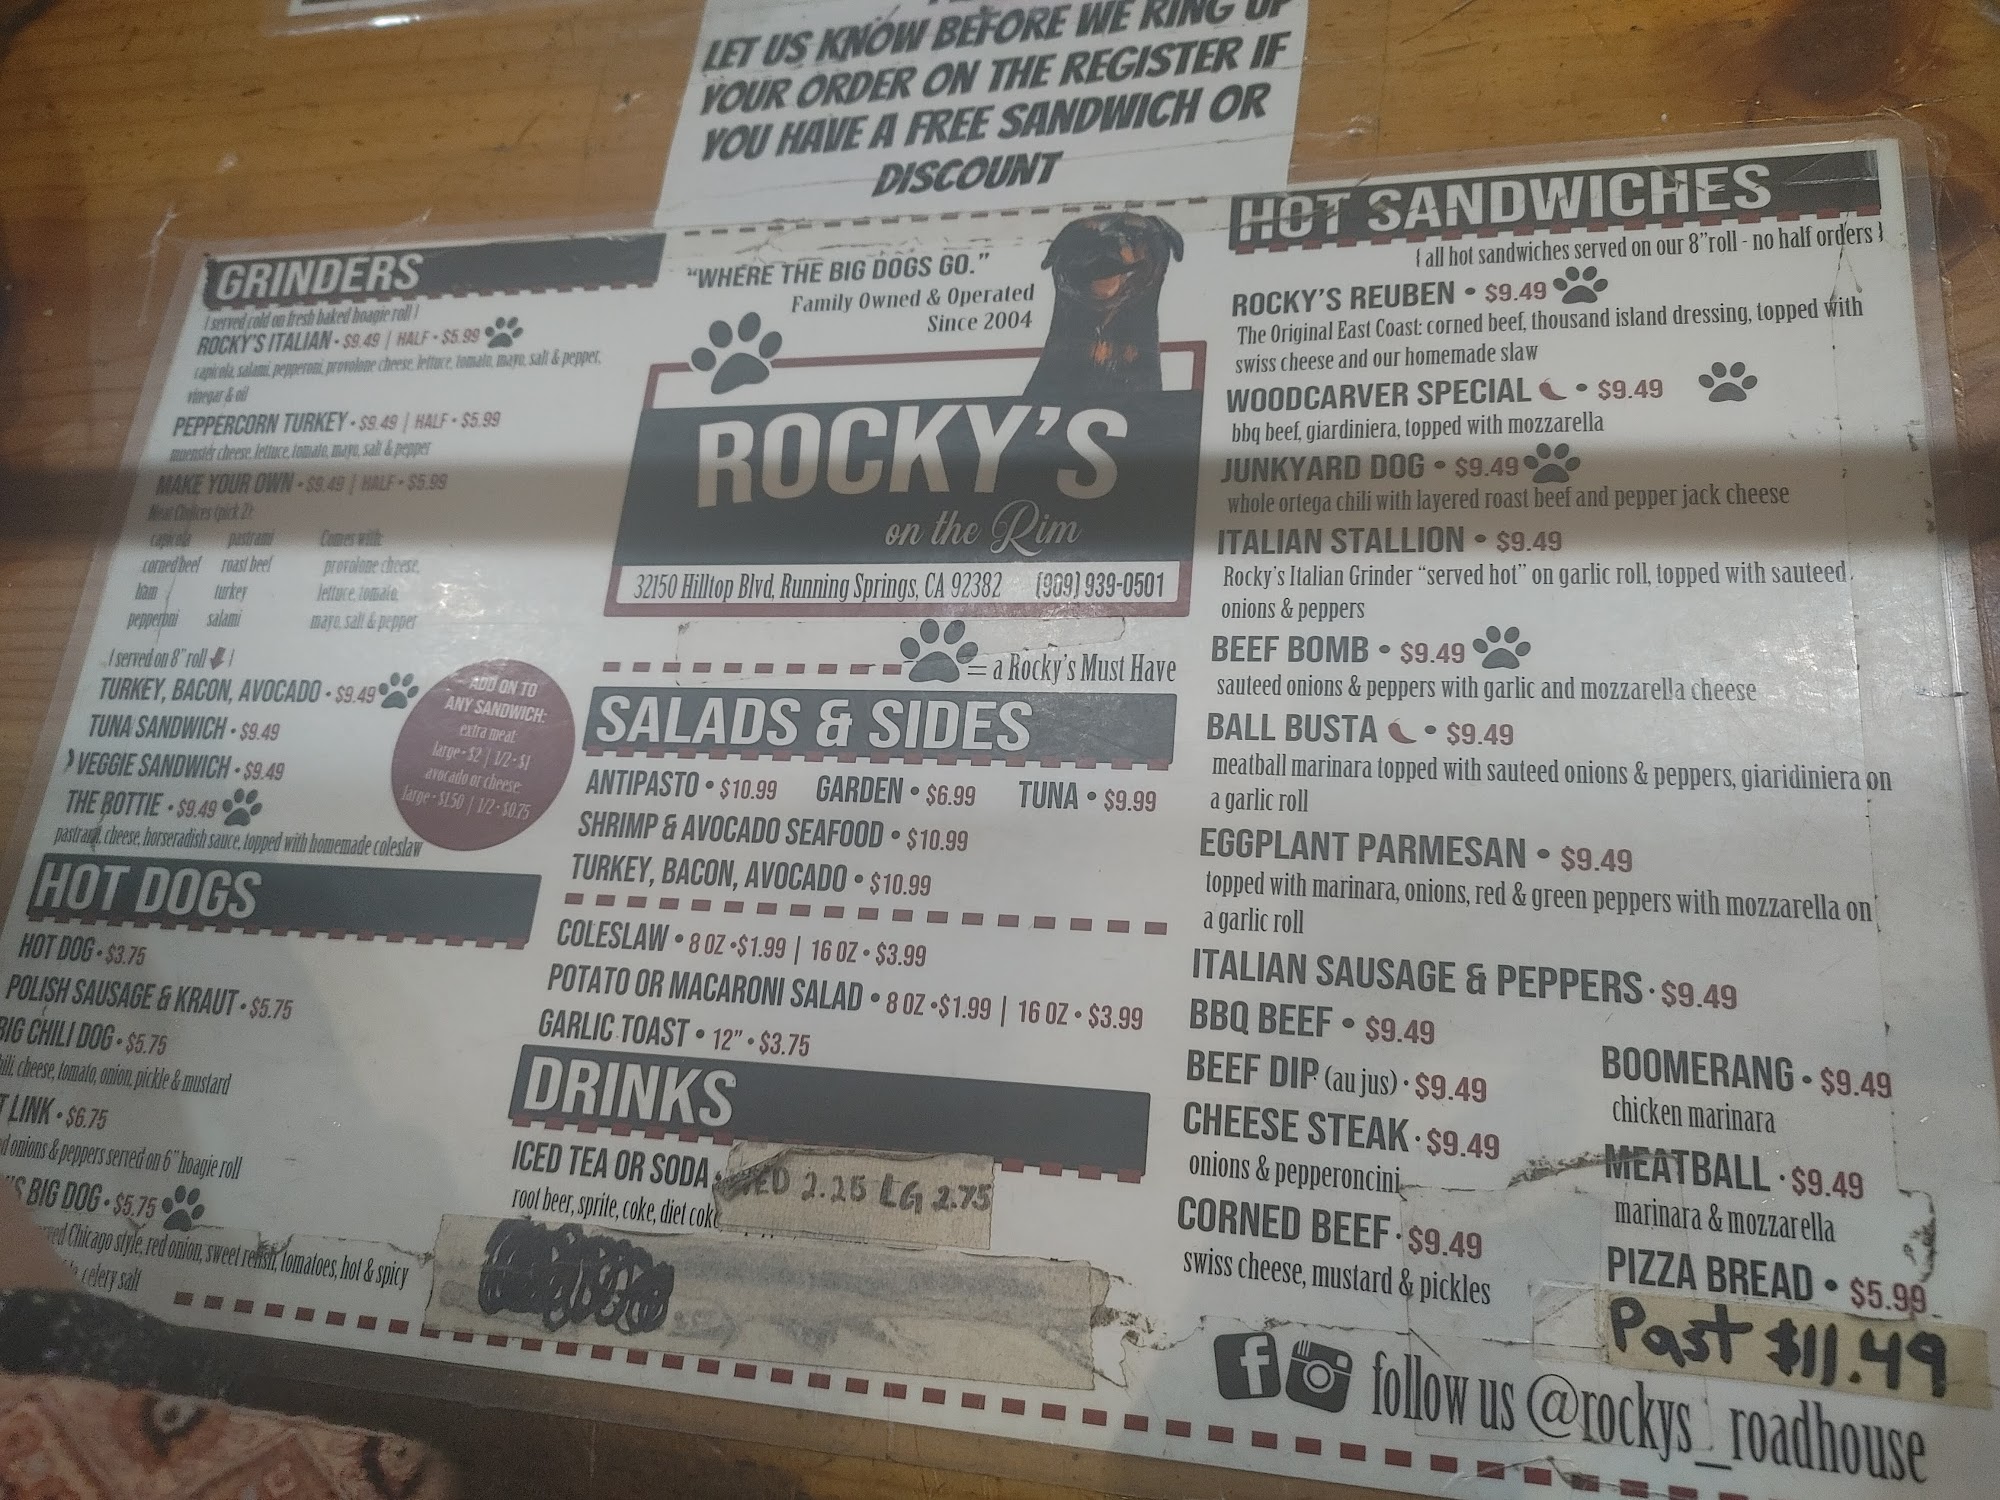 LET US KNOW BEFORE WE RING UP
YOUR ORDER ON THE REGISTER IF
YOU HAVE A FREE SANDWICH OR
DISCOUNT
GRINDERS
{ served cold on fresh baked hoagie roll }
ROCKY'S ITALIAN • $9.49 | HALF • $5.99
capicola, salami, pepperoni, provolone cheese, lettuce, tomato, mayo, salt & pepper,
vinegar & oil
PEPPERCORN TURKEY • $9.49 | HALF • $5.99
muenster cheese, lettuce, tomato, mayo, salt & pepper
MAKE YOUR OWN • $9.49 | HALF • $5.99
Meat Choices (pick 2):
capicola pastrami Comes with:
corned beef roast beef provolone cheese,
ham turkey lettuce, tomato,
pepperoni salami mayo, salt & pepper
{ served on 8" roll }
TURKEY, BACON, AVOCADO • $9.49
TUNA SANDWICH • $9.49
VEGGIE SANDWICH • $9.49
THE ROTTIE • $9.49
pastrami, cheese, horseradish sauce, topped with homemade coleslaw
ADD ON TO
ANY SANDWICH:
extra meat:
large - $2 | 1/2 - $1
avocado or cheese:
large - $1.50 | 1/2 - $0.75
HOT DOGS
HOT DOG • $3.75
POLISH SAUSAGE & KRAUT • $5.75
BIG CHILI DOG • $5.75
cheese, tomato, onion, pickle & mustard
LINK • $6.75
onions & peppers served on 6" hoagie roll
BIG DOG • $5.75
Chicago style, red onion, sweet relish, tomatoes, hot & spicy
celery salt
"WHERE THE BIG DOGS GO."
Family Owned & Operated
Since 2004
ROCKY'S
on the Rim
32150 Hilltop Blvd, Running Springs, CA 92382 (909) 939-0501
= a Rocky's Must Have
SALADS & SIDES
ANTIPASTO • $10.99 GARDEN • $6.99 TUNA • $9.99
SHRIMP & AVOCADO SEAFOOD • $10.99
TURKEY, BACON, AVOCADO • $10.99
COLESLAW • 8 OZ • $1.99 | 16 OZ • $3.99
POTATO OR MACARONI SALAD • 8 OZ • $1.99 | 16 OZ • $3.99
GARLIC TOAST • 12" • $3.75
DRINKS
ICED TEA OR SODA • MED 2.25 LG 2.75
root beer, sprite, coke, diet coke
HOT SANDWICHES
{ all hot sandwiches served on our 8" roll - no half orders }
ROCKY'S REUBEN • $9.49
The Original East Coast: corned beef, thousand island dressing, topped with
swiss cheese and our homemade slaw
WOODCARVER SPECIAL • $9.49
bbq beef, giardiniera, topped with mozzarella
JUNKYARD DOG • $9.49
whole ortega chili with layered roast beef and pepper jack cheese
ITALIAN STALLION • $9.49
Rocky's Italian Grinder "served hot" on garlic roll, topped with sauteed
onions & peppers
BEEF BOMB • $9.49
sauteed onions & peppers with garlic and mozzarella cheese
BALL BUSTA • $9.49
meatball marinara topped with sauteed onions & peppers, giaridiniera on
a garlic roll
EGGPLANT PARMESAN • $9.49
topped with marinara, onions, red & green peppers with mozzarella on
a garlic roll
ITALIAN SAUSAGE & PEPPERS • $9.49
BBQ BEEF • $9.49
BEEF DIP (au jus) • $9.49
CHEESE STEAK • $9.49
onions & pepperoncini
CORNED BEEF • $9.49
swiss cheese, mustard & pickles
BOOMERANG • $9.49
chicken marinara
MEATBALL • $9.49
marinara & mozzarella
PIZZA BREAD • $5.99
Past $11.49
follow us @rockys_roadhouse